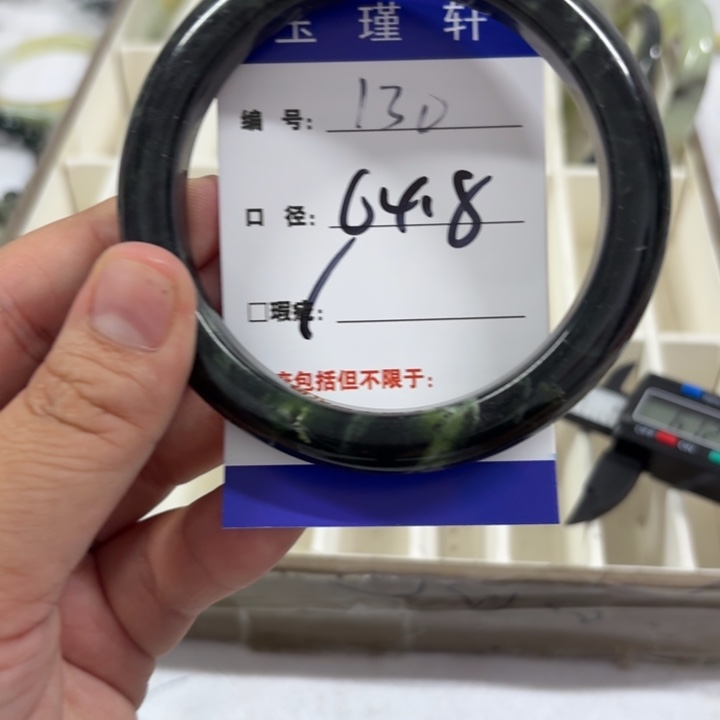 玉瑾轩
编 号: 130
口 径: 64.8
□瑕疵:
包括但不限于: